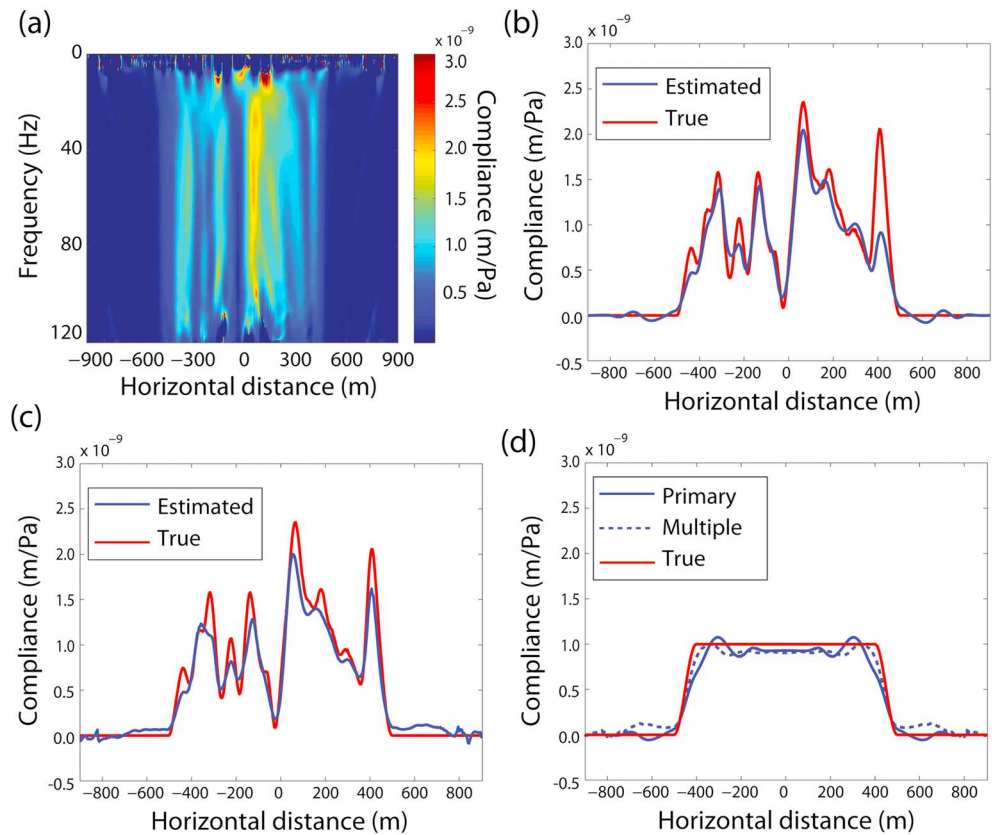 (a)
x 10⁻⁹
0
40
80
120
Frequency (Hz)
−900 −600 −300 0 300 600 900
Horizontal distance (m)
3.0
2.5
2.0
1.5
1.0
0.5
Compliance (m/Pa)
(b)
x 10⁻⁹
3.0
2.5
2.0
1.5
1.0
0.5
0.0
-0.5
Compliance (m/Pa)
Estimated
True
−800 −600 −400 −200 0 200 400 600 800
Horizontal distance (m)
(c)
x 10⁻⁹
3.0
2.5
2.0
1.5
1.0
0.5
0.0
-0.5
Compliance (m/Pa)
Estimated
True
−800 −600 −400 −200 0 200 400 600 800
Horizontal distance (m)
(d)
x 10⁻⁹
3.0
2.5
2.0
1.5
1.0
0.5
0.0
-0.5
Compliance (m/Pa)
Primary
Multiple
True
−800 −600 −400 −200 0 200 400 600 800
Horizontal distance (m)